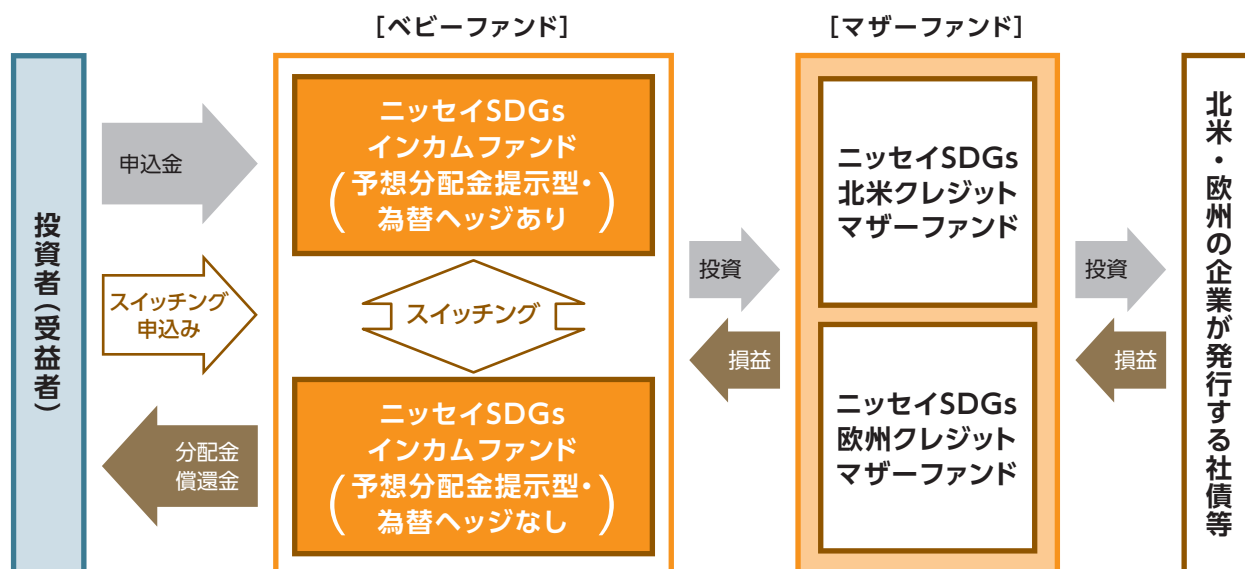 ［ベビーファンド］
［マザーファンド］
投資者（受益者）
申込金
スイッチング
申込み
分配金
償還金
ニッセイSDGs
インカムファンド
（予想分配金提示型・
為替ヘッジあり）
スイッチング
ニッセイSDGs
インカムファンド
（予想分配金提示型・
為替ヘッジなし）
投資
損益
ニッセイSDGs
北米クレジット
マザーファンド
ニッセイSDGs
欧州クレジット
マザーファンド
投資
損益
北米・欧州の企業が発行する社債等